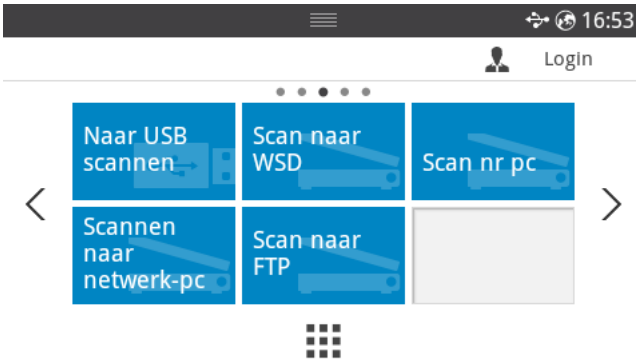 16:53
Login
Naar USB
scannen
Scan naar
WSD
Scan nr pc
Scannen
naar
netwerk-pc
Scan naar
FTP